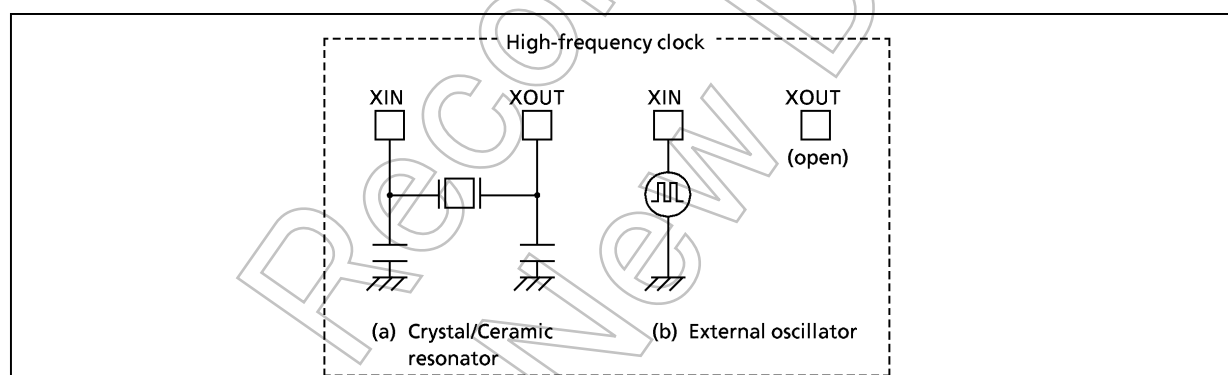 High-frequency clock
XIN
XOUT
XIN
XOUT
(open)
(a) Crystal/Ceramic
resonator
(b) External oscillator